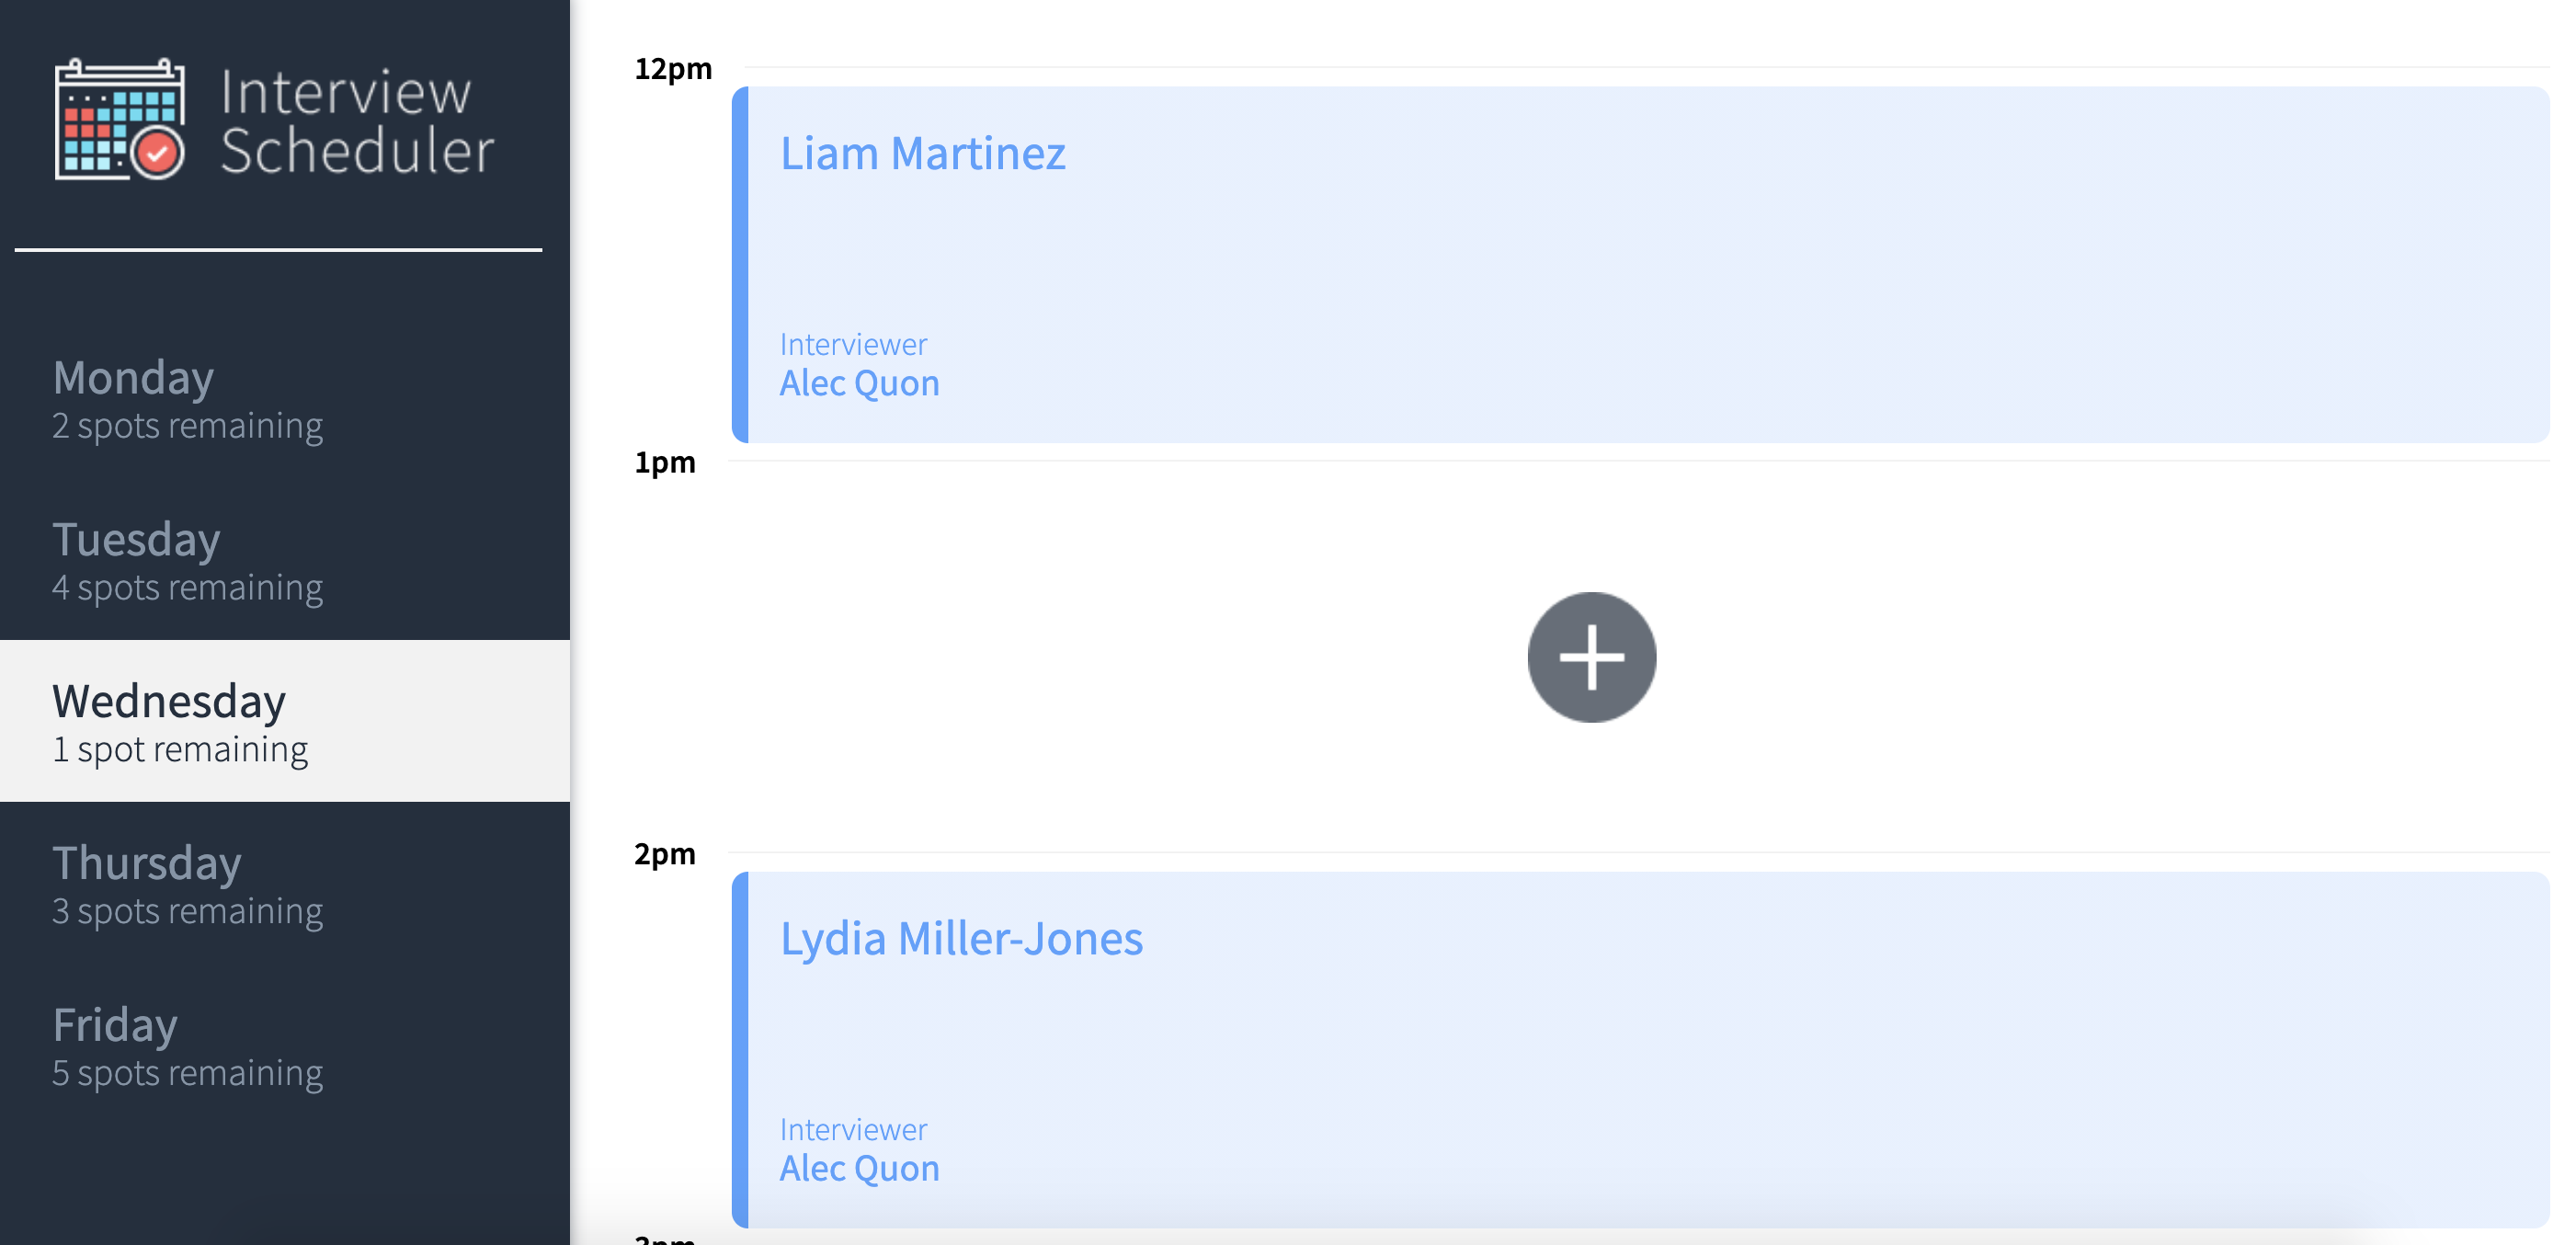 Interview
Scheduler
Monday
2 spots remaining
Tuesday
4 spots remaining
Wednesday
1 spot remaining
Thursday
3 spots remaining
Friday
5 spots remaining
12pm
Liam Martinez
Interviewer
Alec Quon
1pm
2pm
Lydia Miller-Jones
Interviewer
Alec Quon